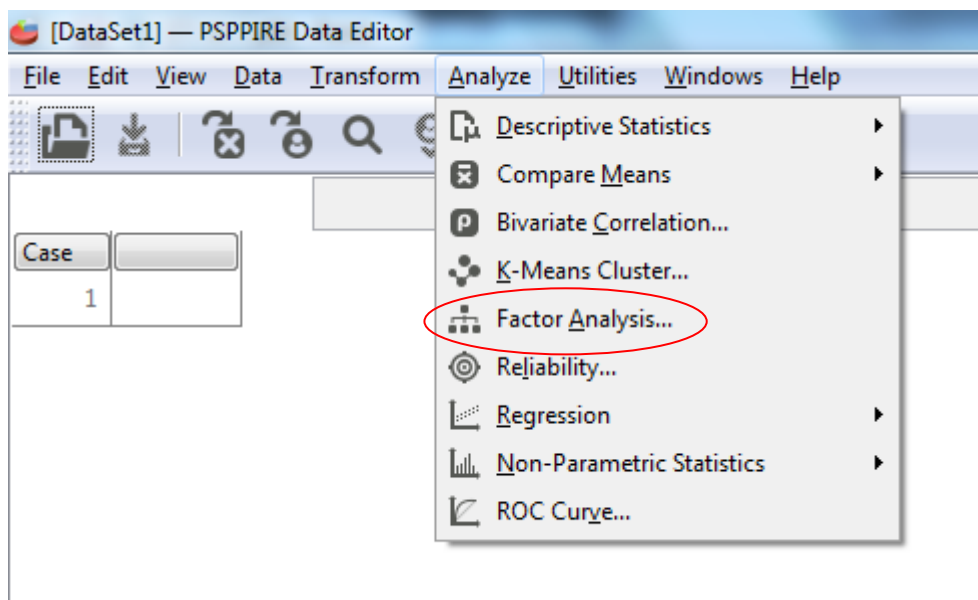 [DataSet1] — PSPPIRE Data Editor
File Edit View Data Transform Analyze Utilities Windows Help
Descriptive Statistics
Compare Means
Bivariate Correlation...
Case
K-Means Cluster...
1
Factor Analysis...
Reliability...
Regression
Non-Parametric Statistics
ROC Curve...